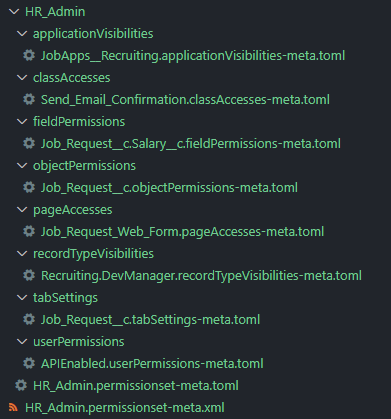 HR_Admin
applicationVisibilities
JobApps__Recruiting.applicationVisibilities-meta.toml
classAccesses
Send_Email_Confirmation.classAccesses-meta.toml
fieldPermissions
Job_Request__c.Salary__c.fieldPermissions-meta.toml
objectPermissions
Job_Request__c.objectPermissions-meta.toml
pageAccesses
Job_Request_Web_Form.pageAccesses-meta.toml
recordTypeVisibilities
Recruiting.DevManager.recordTypeVisibilities-meta.toml
tabSettings
Job_Request__c.tabSettings-meta.toml
userPermissions
APIEnabled.userPermissions-meta.toml
HR_Admin.permissionset-meta.toml
HR_Admin.permissionset-meta.xml